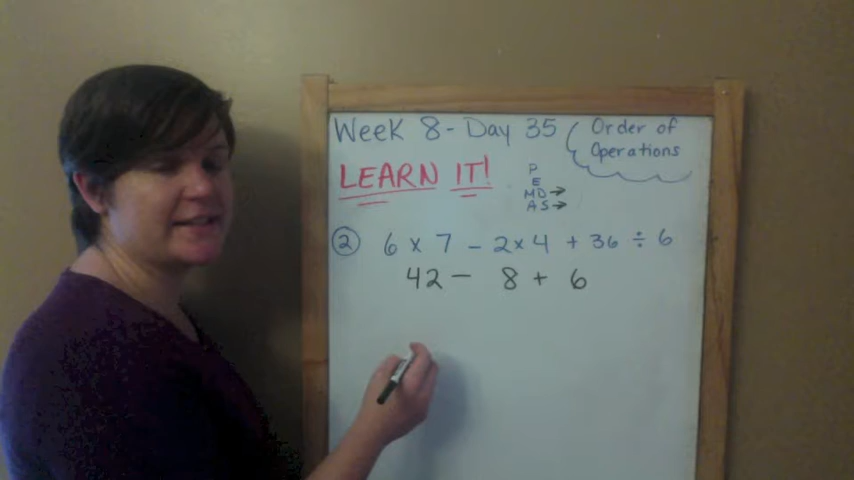 Week 8 - Day 35
Order of
Operations
LEARN IT!
P
E
MD →
AS →
② 6 x 7 - 2 x 4 + 36 ÷ 6
42 - 8 + 6